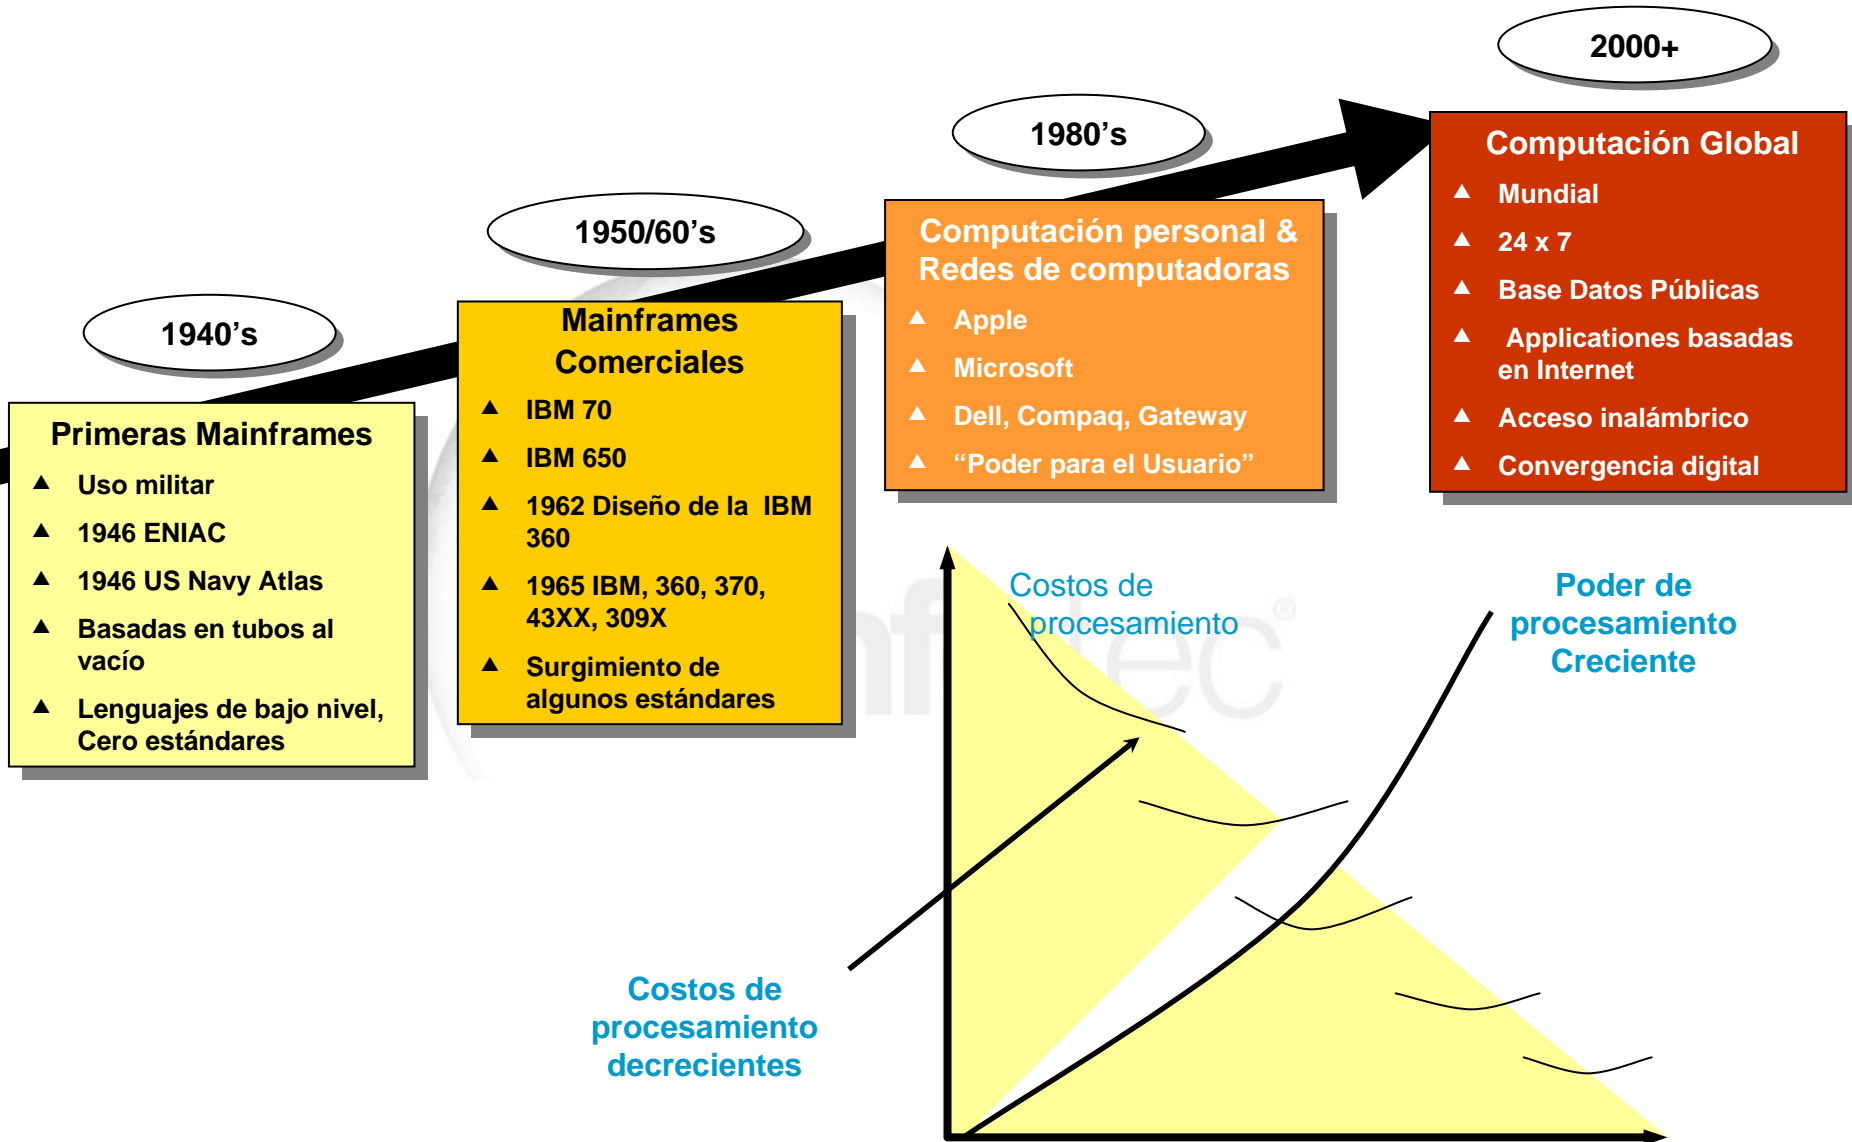 1940’s
Primeras Mainframes
Uso militar
1946 ENIAC
1946 US Navy Atlas
Basadas en tubos al
vacío
Lenguajes de bajo nivel,
Cero estándares
1950/60’s
Mainframes
Comerciales
IBM 70
IBM 650
1962 Diseño de la IBM
360
1965 IBM, 360, 370,
43XX, 309X
Surgimiento de
algunos estándares
1980’s
Computación personal &
Redes de computadoras
Apple
Microsoft
Dell, Compaq, Gateway
“Poder para el Usuario”
2000+
Computación Global
Mundial
24 x 7
Base Datos Públicas
Applicationes basadas
en Internet
Acceso inalámbrico
Convergencia digital
Costos de
procesamiento
Poder de
procesamiento
Creciente
Costos de
procesamiento
decrecientes